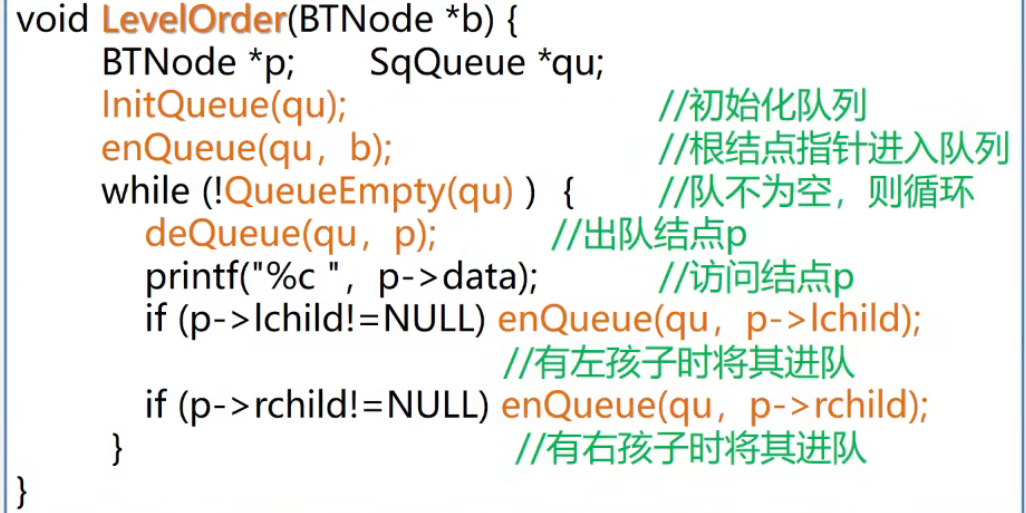 void LevelOrder(BTNode *b) {
BTNode *p; SqQueue *qu;
InitQueue(qu); //初始化队列
enQueue(qu，b); //根结点指针进入队列
while (!QueueEmpty(qu) ) { //队不为空，则循环
deQueue(qu，p); //出队结点p
printf("%c "，p->data); //访问结点p
if (p->lchild!=NULL) enQueue(qu，p->lchild);
//有左孩子时将其进队
if (p->rchild!=NULL) enQueue(qu，p->rchild);
} //有右孩子时将其进队
}